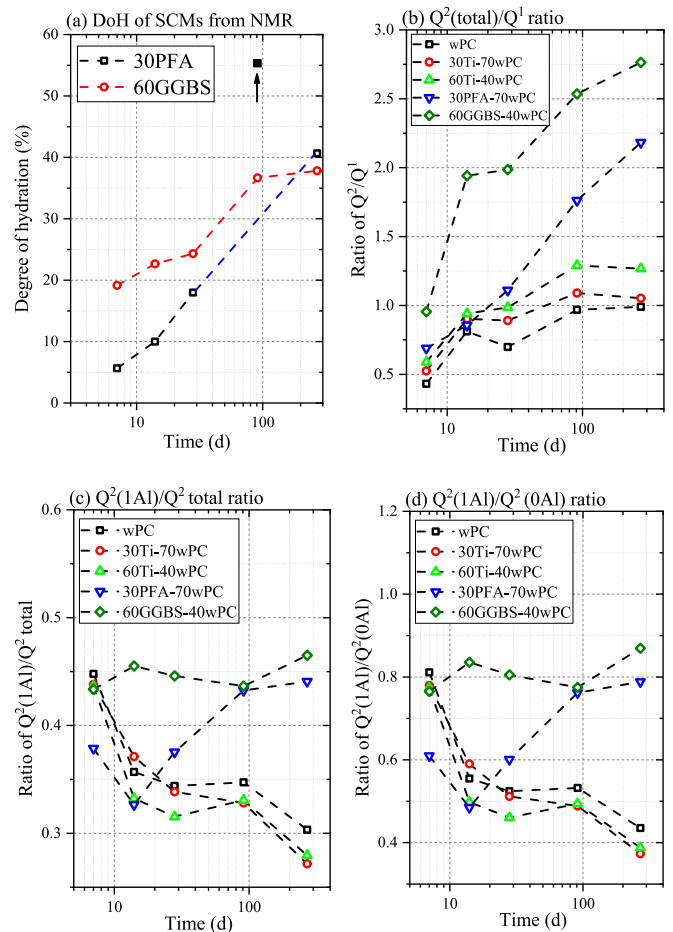 (a) DoH of SCMs from NMR
30PFA
60GGBS
60
50
40
30
20
10
0
10
100
Degree of hydration (%)
Time (d)
(b) Q²(total)/Q¹ ratio
wPC
30Ti-70wPC
60Ti-40wPC
30PFA-70wPC
60GGBS-40wPC
3.0
2.5
2.0
1.5
1.0
0.5
10
100
Ratio of Q²/Q¹
Time (d)
(c) Q²(1Al)/Q² total ratio
wPC
30Ti-70wPC
60Ti-40wPC
30PFA-70wPC
60GGBS-40wPC
0.6
0.5
0.4
0.3
10
100
Ratio of Q²(1Al)/Q² total
Time (d)
(d) Q²(1Al)/Q² (0Al) ratio
wPC
30Ti-70wPC
60Ti-40wPC
30PFA-70wPC
60GGBS-40wPC
1.2
1.0
0.8
0.6
0.4
10
100
Ratio of Q²(1Al)/Q²(0Al)
Time (d)